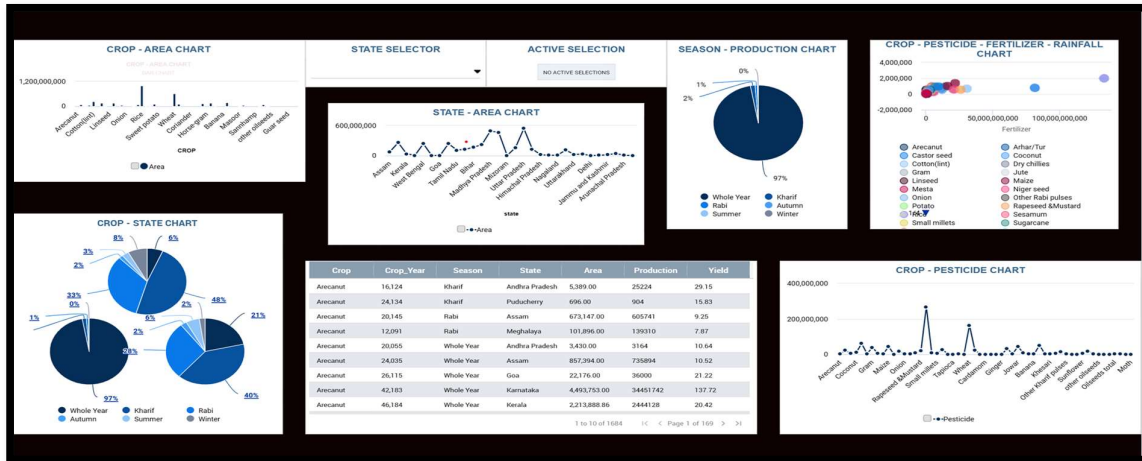 CROP - AREA CHART
CROP - AREA CHART
1,200,000,000
0
Arecanut
Cotton(lint)
Linseed
Onion
Rice
Sweet potato
Wheat
Coriander
Horse-gram
Banana
Masoor
Sannhamp
other oilseeds
Guar seed
CROP
Area
STATE SELECTOR
ACTIVE SELECTION
NO ACTIVE SELECTIONS
STATE - AREA CHART
600,000,000
0
Assam
Kerala
West Bengal
Goa
Tamil Nadu
Bihar
Madhya Pradesh
Mizoram
Uttar Pradesh
Himachal Pradesh
Nagaland
Uttarakhand
Delhi
Jammu and Kashmir
Arunachal Pradesh
state
Area
SEASON - PRODUCTION CHART
0%
1%
2%
97%
Whole Year Kharif
Rabi Autumn
Summer Winter
CROP - PESTICIDE - FERTILIZER - RAINFALL
CHART
4,000,000
2,000,000
0
-2,000,000
0 50,000,000,000 100,000,000,...
Fertilizer
Arecanut Arhar/Tur
Castor seed Coconut
Cotton(lint) Dry chillies
Gram Jute
Linseed Maize
Mesta Niger seed
Onion Other Rabi pulses
Potato Rapeseed &Mustard
Sesamum
Small millets Sugarcane
CROP - STATE CHART
8% 6%
3%
2%
33%
48%
0%
1%
97%
2%
6%
2%
21%
40%
Whole Year Kharif Rabi
Autumn Summer Winter
Crop Crop_Year Season State Area Production Yield
Arecanut 16,124 Kharif Andhra Pradesh 5,389.00 25224 29.15
Arecanut 24,134 Kharif Puducherry 696.00 904 15.83
Arecanut 20,145 Rabi Assam 673,147.00 605741 9.25
Arecanut 12,091 Rabi Meghalaya 101,896.00 139310 7.87
Arecanut 20,055 Whole Year Andhra Pradesh 3,430.00 3164 10.64
Arecanut 24,035 Whole Year Assam 857,394.00 735894 10.52
Arecanut 26,115 Whole Year Goa 22,176.00 36000 21.22
Arecanut 42,183 Whole Year Karnataka 4,493,753.00 34451742 137.72
Arecanut 46,184 Whole Year Kerala 2,213,888.86 2444128 20.42
1 to 10 of 1684 Page 1 of 169
CROP - PESTICIDE CHART
400,000,000
200,000,000
0
Arecanut
Coconut
Gram
Maize
Onion
Rapeseed &Mustard
Small millets
Tapioca
Wheat
Cardamom
Ginger
Jowar
Banana
Khesari
Other Kharif pulses
Sunflower
other oilseeds
Oilseeds total
Moth
Pesticide